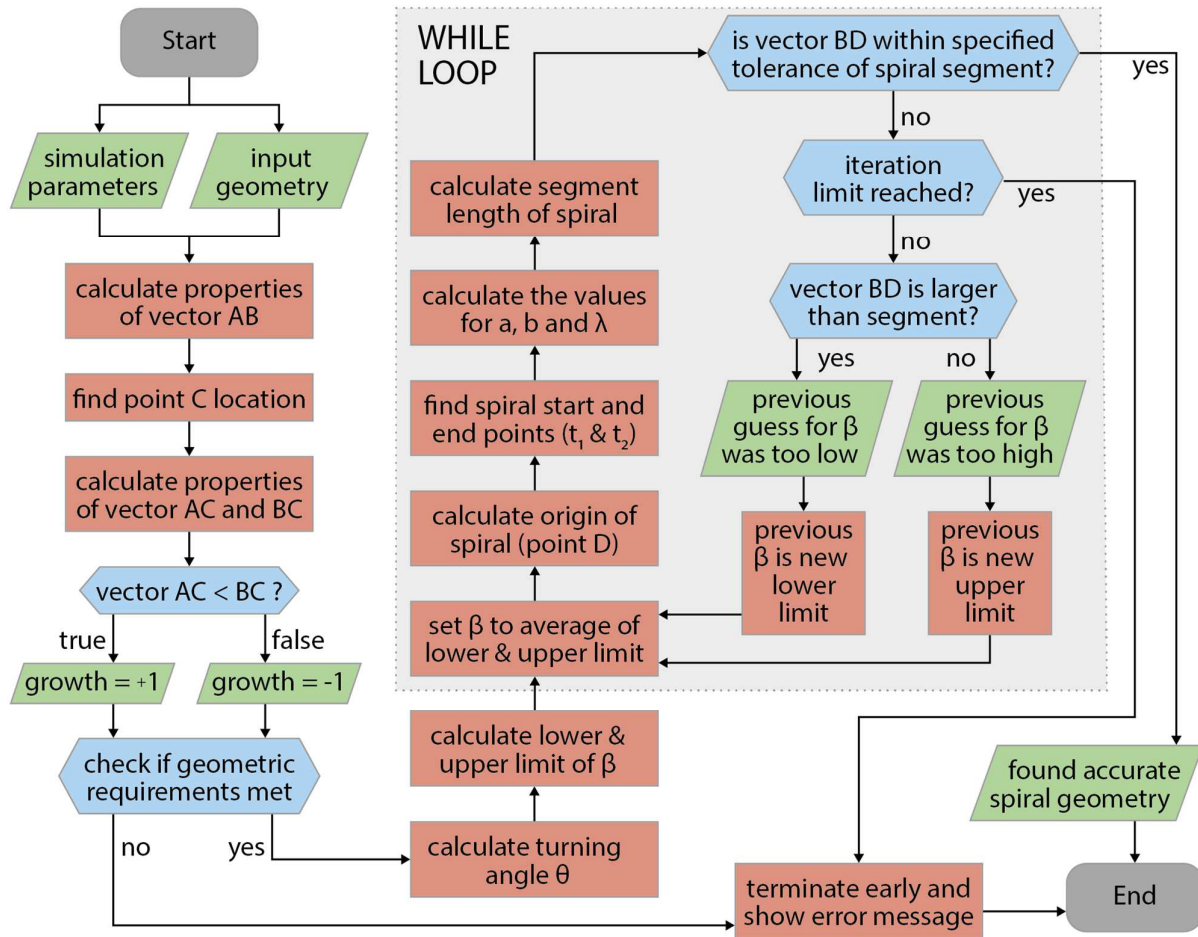 Start
simulation
parameters
input
geometry
calculate properties
of vector AB
find point C location
calculate properties
of vector AC and BC
vector AC < BC ?
true
false
growth = +1
growth = -1
check if geometric
requirements met
no
yes
calculate turning
angle θ
calculate lower &
upper limit of β
WHILE
LOOP
set β to average of
lower & upper limit
calculate origin of
spiral (point D)
find spiral start and
end points (t₁ & t₂)
calculate the values
for a, b and λ
calculate segment
length of spiral
is vector BD within specified
tolerance of spiral segment?
yes
no
iteration
limit reached?
yes
no
vector BD is larger
than segment?
yes
no
previous
guess for β
was too low
previous
guess for β
was too high
previous
β is new
lower
limit
previous
β is new
upper
limit
found accurate
spiral geometry
terminate early and
show error message
End